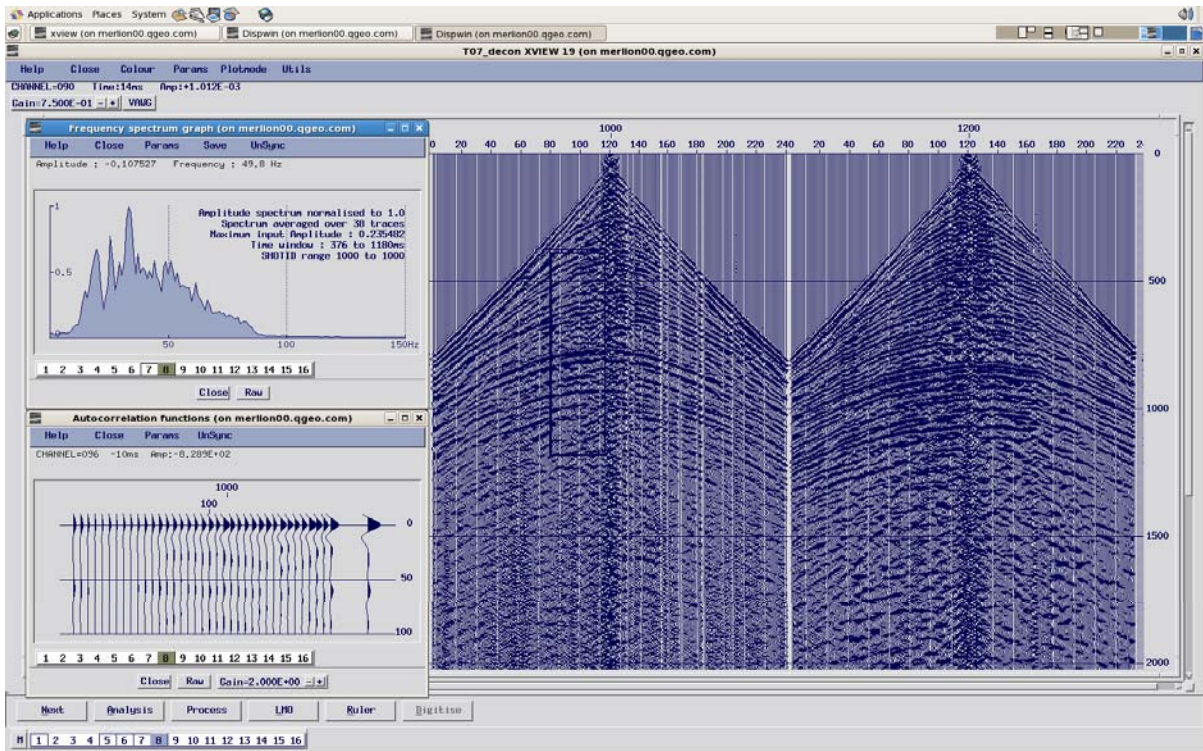 Applications Places System
xview (on merlion00.qgeo.com) Dispwin (on merlion00.qgeo.com) Dispwin (on merlion00.qgeo.com)
T07_decon XVIEW 19 (on merlion00.qgeo.com)
Help Close Colour Params Plotmode Utils
CHANNEL=090 Time:14ms Amp:+1.012E-03
Gain=7.500E-01 - + VAWG
Frequency spectrum graph (on merlion00.qgeo.com)
Help Close Params Save UnSync
Amplitude : -0.107527 Frequency : 49.8 Hz
1
Amplitude spectrum normalised to 1.0
Spectrum averaged over 38 traces
Maximum input Amplitude : 0.235482
Time window : 376 to 1180ms
SHOTID range 1000 to 1000
0.5
0
50 100 150Hz
1 2 3 4 5 6 7 8 9 10 11 12 13 14 15 16
Close Raw
Autocorrelation functions (on merlion00.qgeo.com)
Help Close Params UnSync
CHANNEL=096 -10ms Amp:-8.289E+02
1000
100
0
50
100
1 2 3 4 5 6 7 8 9 10 11 12 13 14 15 16
Close Raw Gain=2.000E+00 - +
1000 1200
0 20 40 60 80 100 120 140 160 180 200 220 240 20 40 60 80 100 120 140 160 180 200 220
0
500
1000
1500
2000
Next Analysis Process LMO Ruler Digitise
M 1 2 3 4 5 6 7 8 9 10 11 12 13 14 15 16